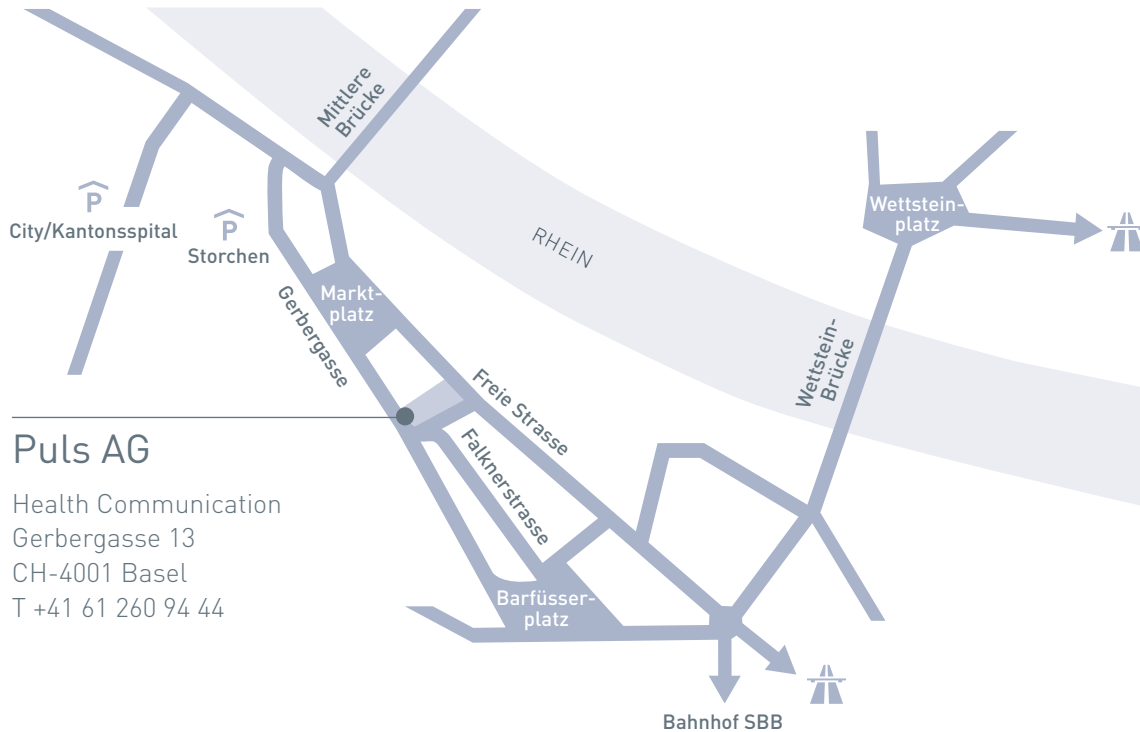 Mittlere
Brücke
P
City/Kantonsspital
P
Storchen
RHEIN
Wettstein-
platz
Markt-
platz
Gerbergasse
Wettstein-
Brücke
Freie Strasse
Falknerstrasse
Puls AG
Health Communication
Gerbergasse 13
CH-4001 Basel
T +41 61 260 94 44
Barfüsser-
platz
Bahnhof SBB